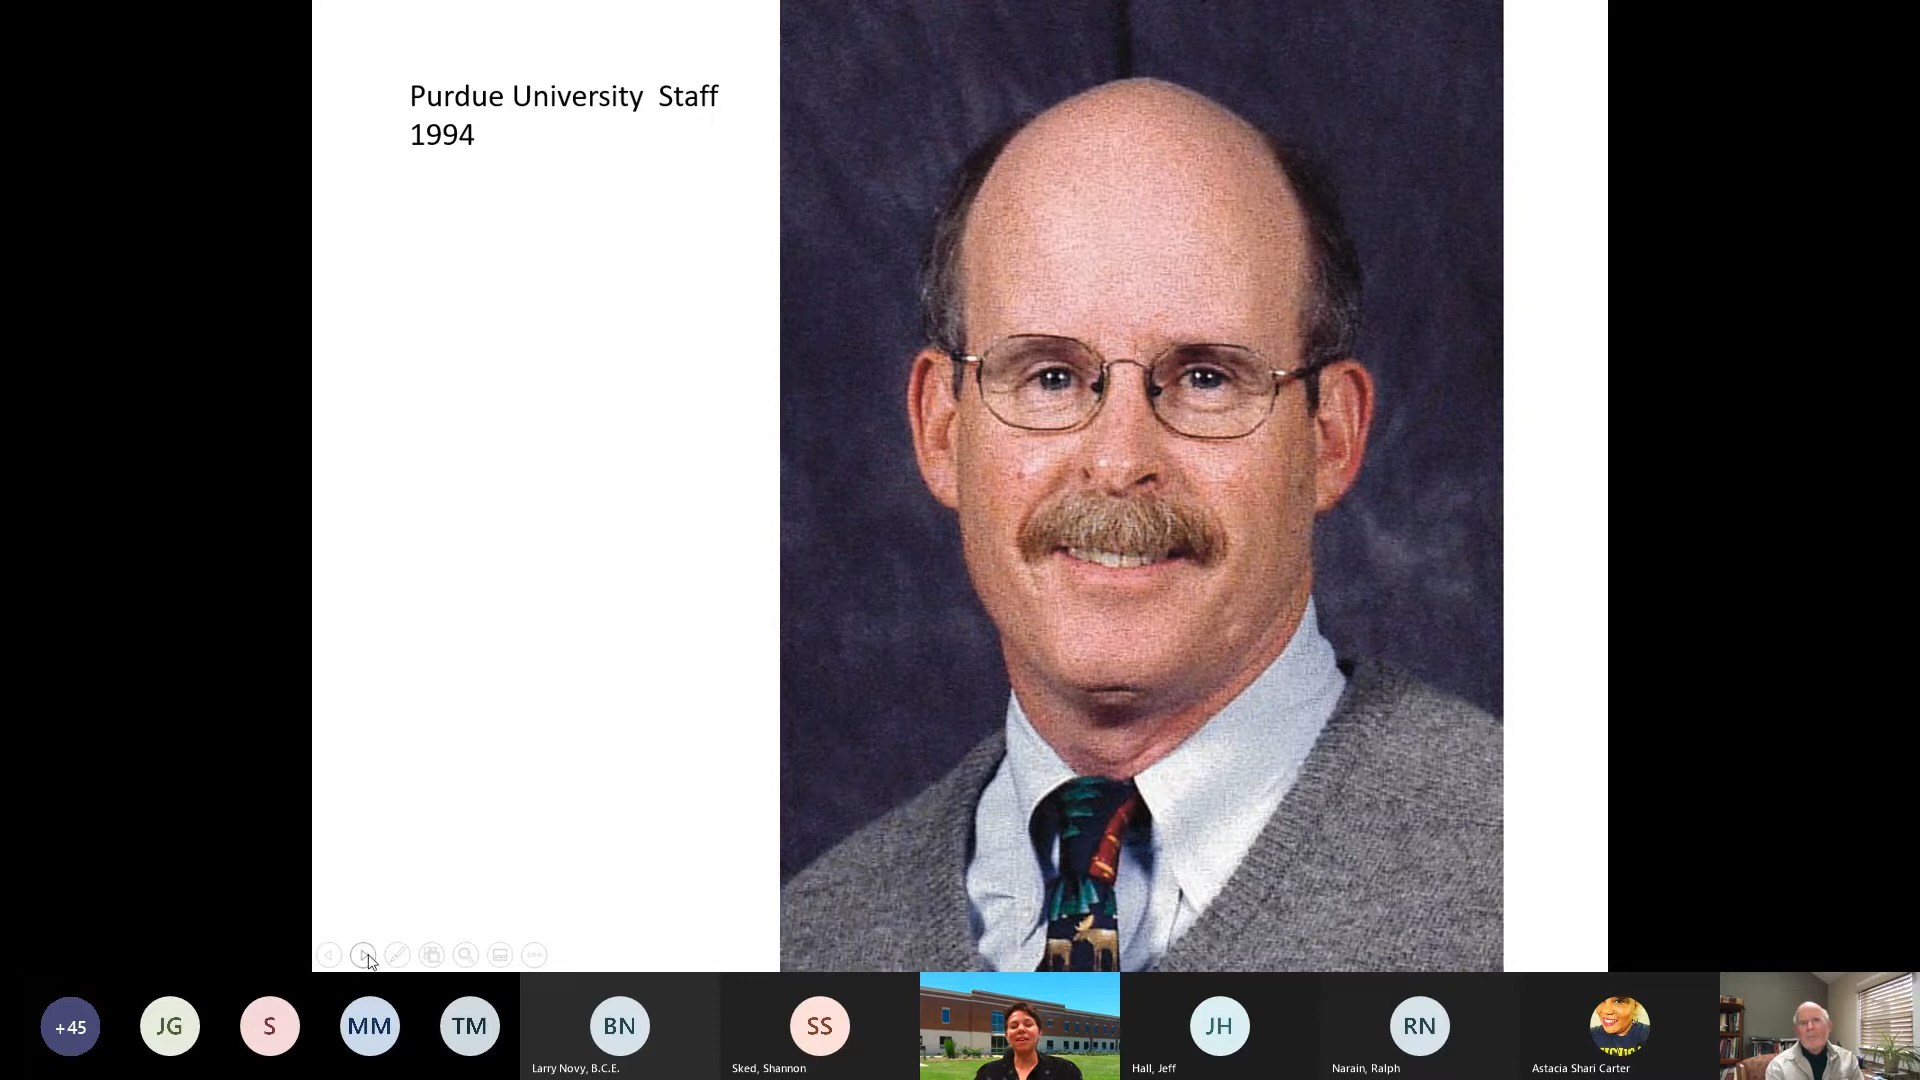 Purdue University  Staff
1994
+45
JG
S
MM
TM
BN
Larry Novy, B.C.E.
SS
Sked, Shannon
JH
Hall, Jeff
RN
Narain, Ralph
Astacia Shari Carter